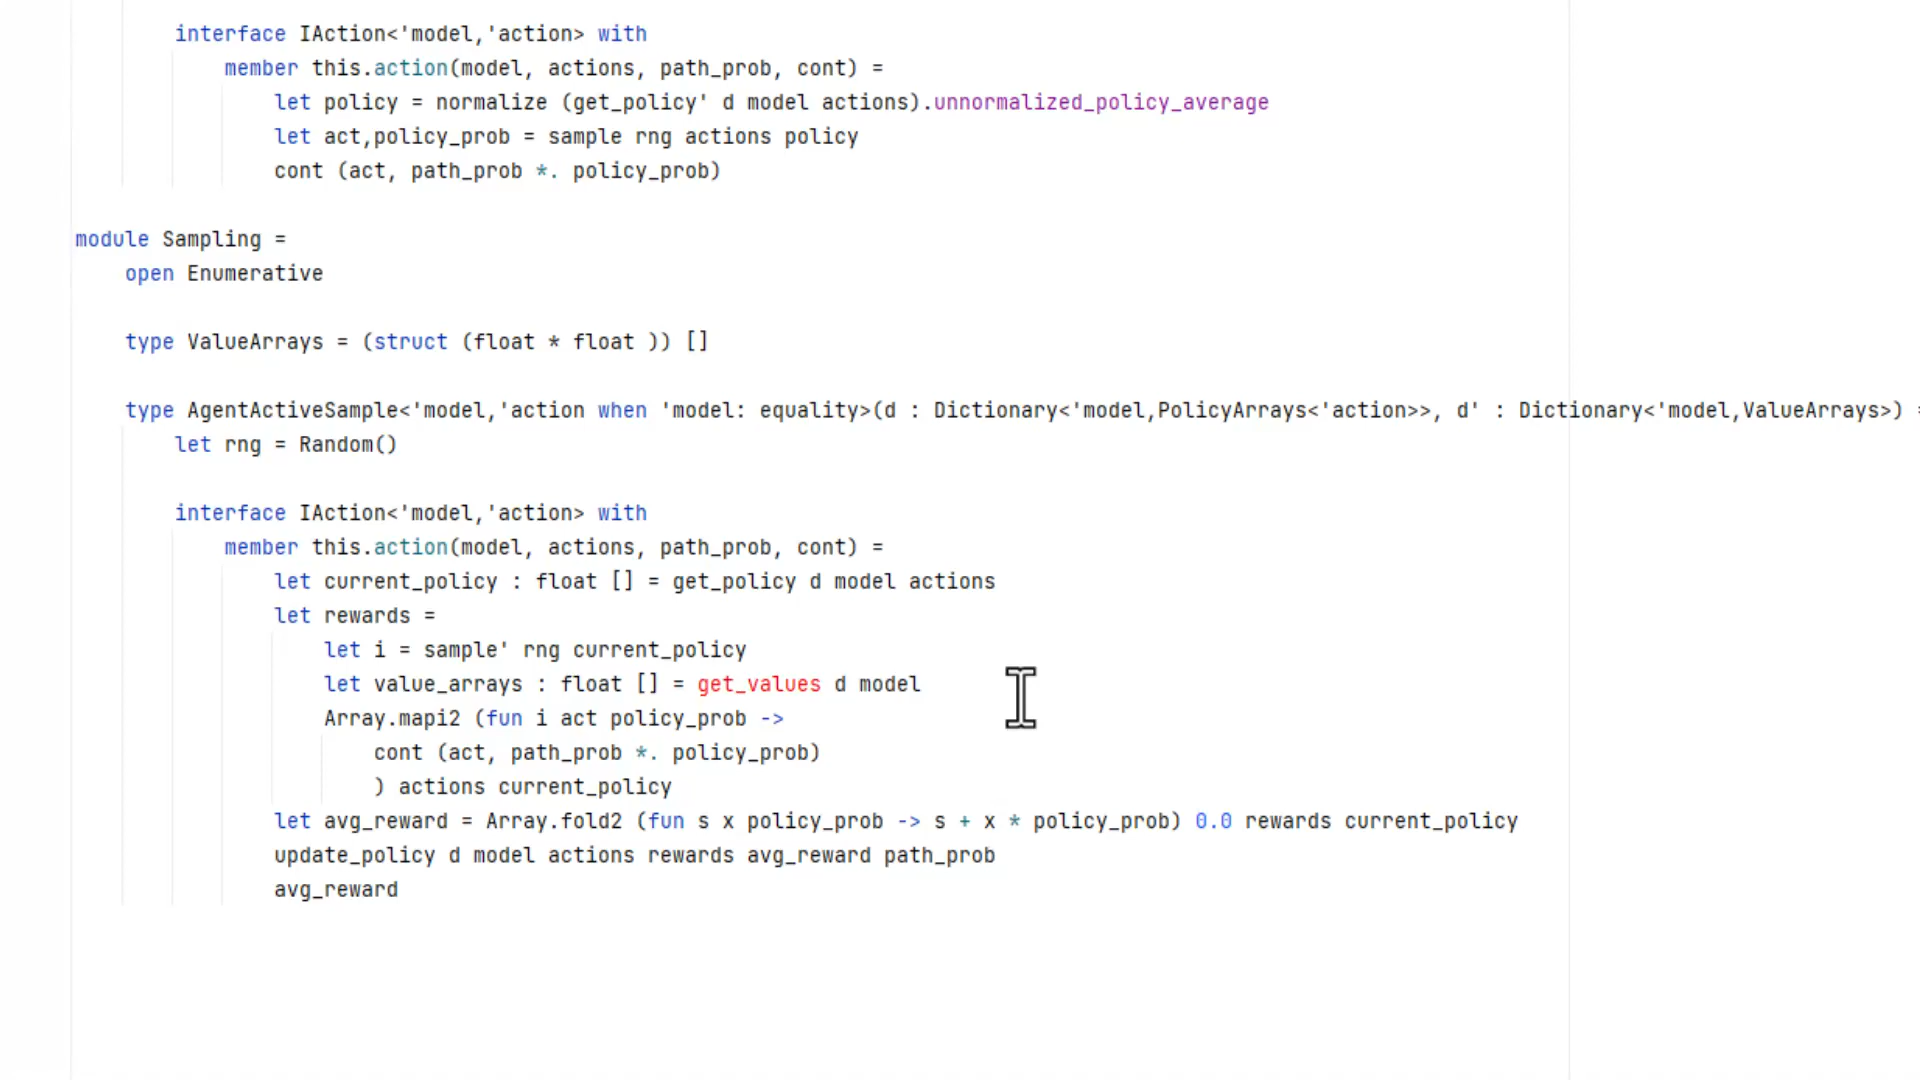 interface IAction<'model,'action> with
member this.action(model, actions, path_prob, cont) =
let policy = normalize (get_policy' d model actions).unnormalized_policy_average
let act,policy_prob = sample rng actions policy
cont (act, path_prob *. policy_prob)
module Sampling =
open Enumerative
type ValueArrays = (struct (float * float )) []
type AgentActiveSample<'model,'action when 'model: equality>(d : Dictionary<'model,PolicyArrays<'action>>, d' : Dictionary<'model,ValueArrays>) =
let rng = Random()
interface IAction<'model,'action> with
member this.action(model, actions, path_prob, cont) =
let current_policy : float [] = get_policy d model actions
let rewards =
let i = sample' rng current_policy
let value_arrays : float [] = get_values d model
Array.mapi2 (fun i act policy_prob ->
cont (act, path_prob *. policy_prob)
) actions current_policy
let avg_reward = Array.fold2 (fun s x policy_prob -> s + x * policy_prob) 0.0 rewards current_policy
update_policy d model actions rewards avg_reward path_prob
avg_reward